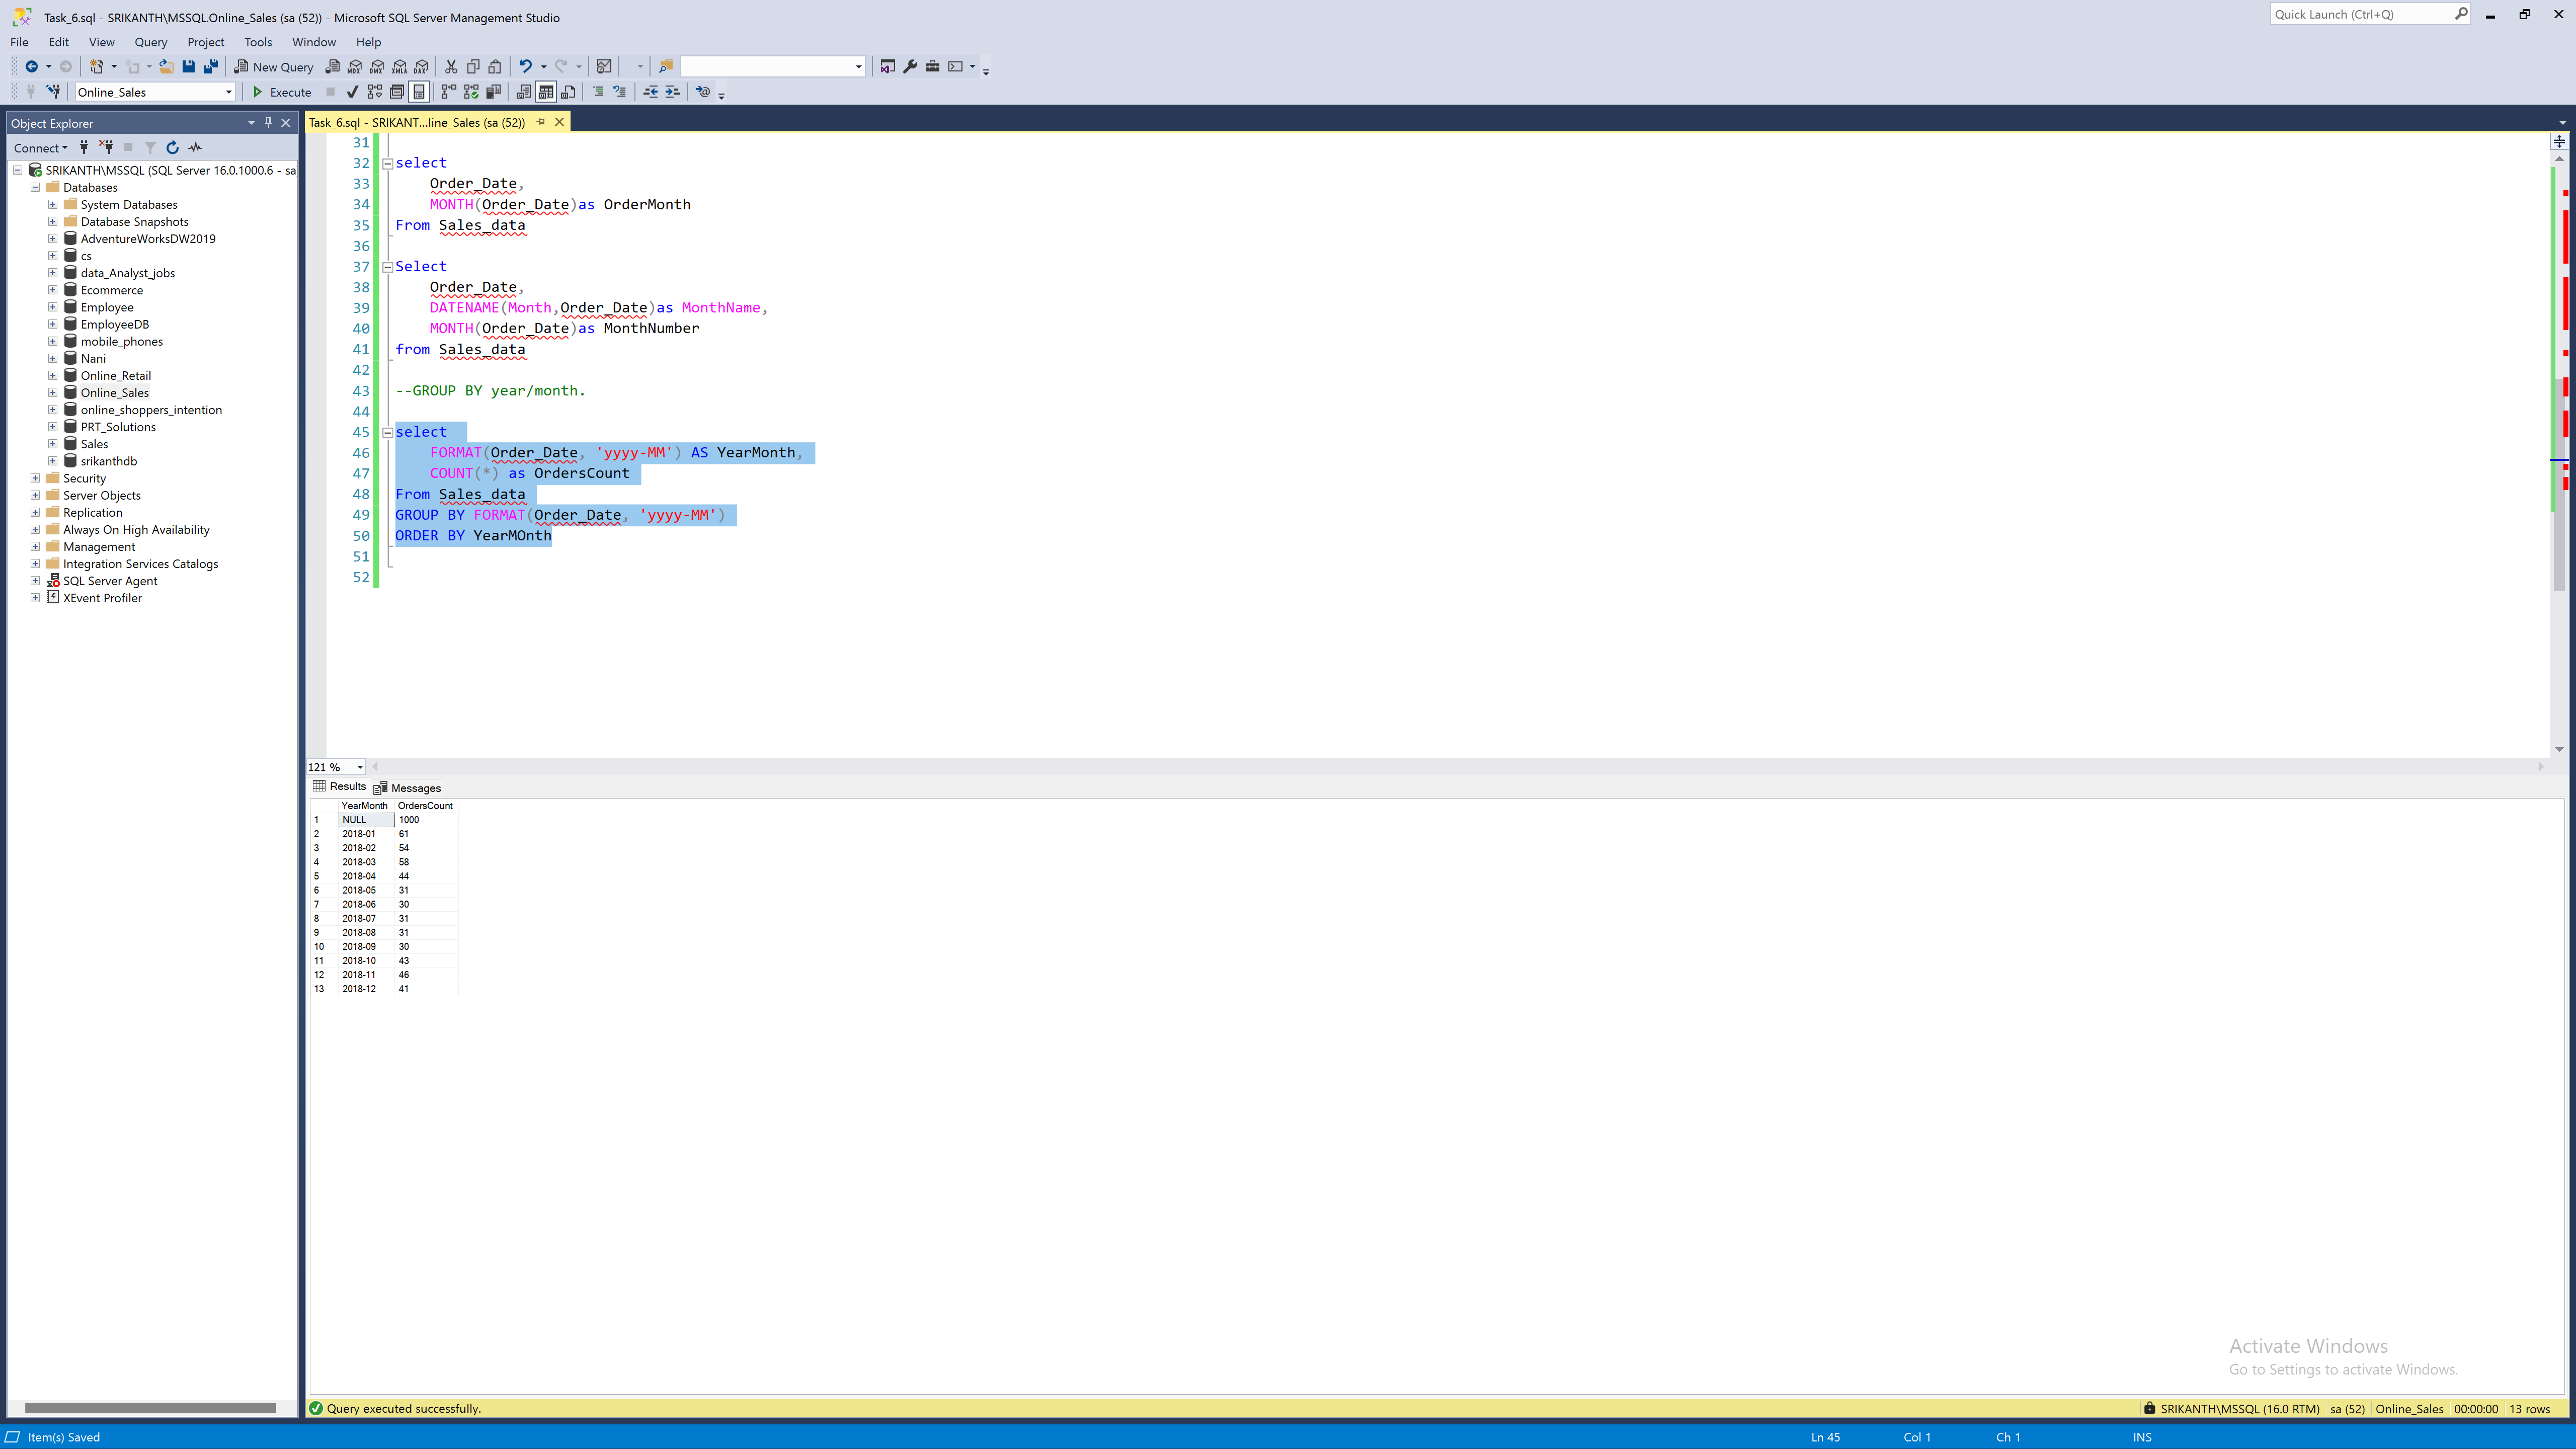 Task_6.sql - SRIKANTH\MSSQL.Online_Sales (sa (52)) - Microsoft SQL Server Management Studio
Quick Launch (Ctrl+Q)
File Edit View Query Project Tools Window Help
New Query
MDX DMX XMLA DAX
Online_Sales
Execute
Object Explorer
Connect
SRIKANTH\MSSQL (SQL Server 16.0.1000.6 - sa
Databases
System Databases
Database Snapshots
AdventureWorksDW2019
cs
data_Analyst_jobs
Ecommerce
Employee
EmployeeDB
mobile_phones
Nani
Online_Retail
Online_Sales
online_shoppers_intention
PRT_Solutions
Sales
srikanthdb
Security
Server Objects
Replication
Always On High Availability
Management
Integration Services Catalogs
SQL Server Agent
XEvent Profiler
Task_6.sql - SRIKANT...line_Sales (sa (52))
31
32 select
33 Order_Date,
34 MONTH(Order_Date)as OrderMonth
35 From Sales_data
36
37 Select
38 Order_Date,
39 DATENAME(Month,Order_Date)as MonthName,
40 MONTH(Order_Date)as MonthNumber
41 from Sales_data
42
43 --GROUP BY year/month.
44
45 select
46 FORMAT(Order_Date, 'yyyy-MM') AS YearMonth,
47 COUNT(*) as OrdersCount
48 From Sales_data
49 GROUP BY FORMAT(Order_Date, 'yyyy-MM')
50 ORDER BY YearMOnth
51
52
121 %
Results Messages
YearMonth OrdersCount
1 NULL 1000
2 2018-01 61
3 2018-02 54
4 2018-03 58
5 2018-04 44
6 2018-05 31
7 2018-06 30
8 2018-07 31
9 2018-08 31
10 2018-09 30
11 2018-10 43
12 2018-11 46
13 2018-12 41
Activate Windows
Go to Settings to activate Windows.
Query executed successfully.
SRIKANTH\MSSQL (16.0 RTM) sa (52) Online_Sales 00:00:00 13 rows
Item(s) Saved
Ln 45 Col 1 Ch 1 INS